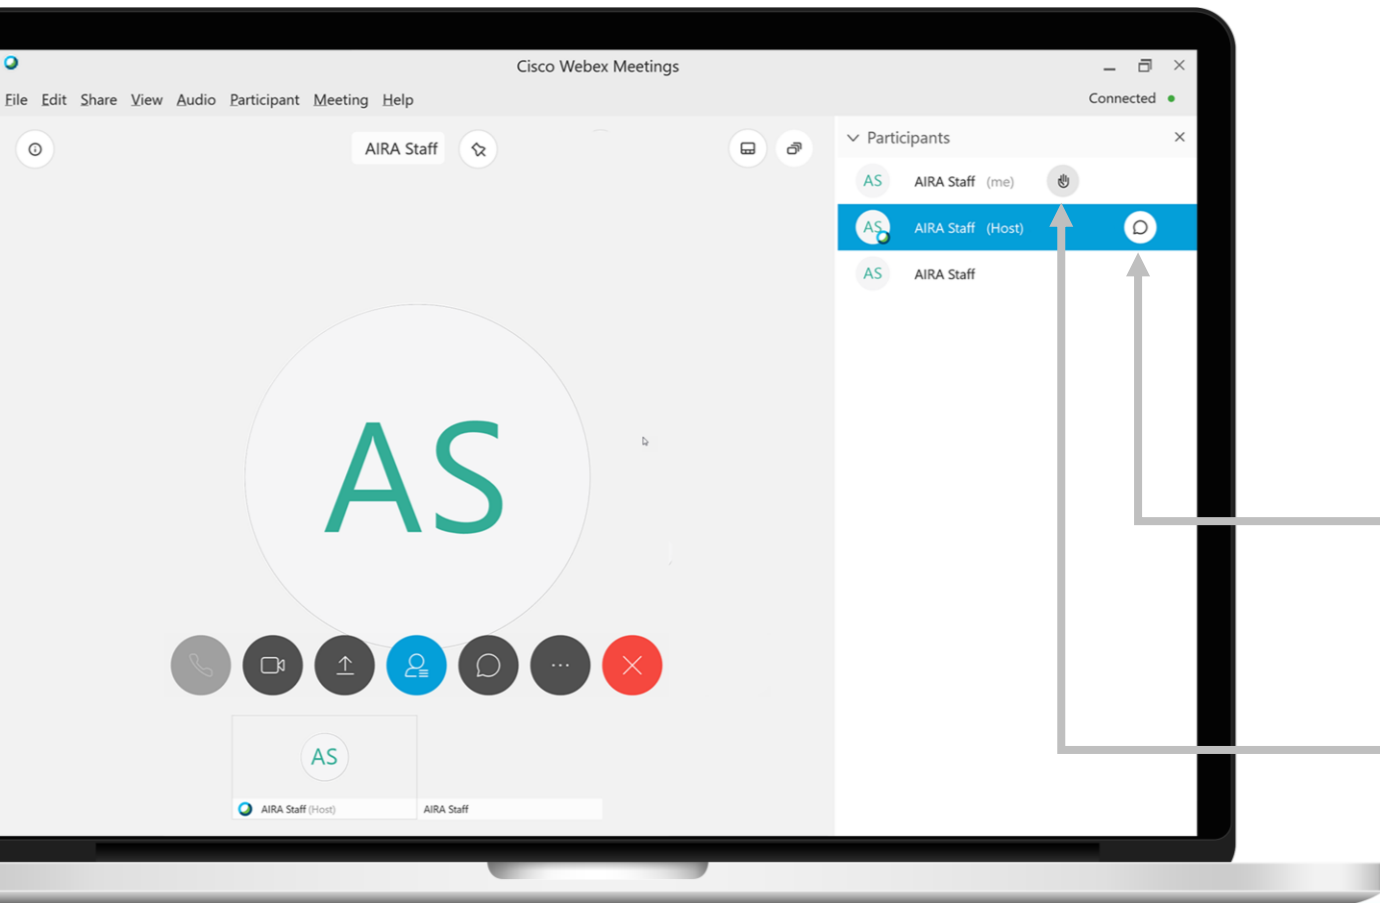 Cisco Webex Meetings
File Edit Share View Audio Participant Meeting Help
Connected
AIRA Staff
Participants
AS AIRA Staff (me)
AS AIRA Staff (Host)
AS AIRA Staff
AS
AS
AIRA Staff (Host)
AIRA Staff